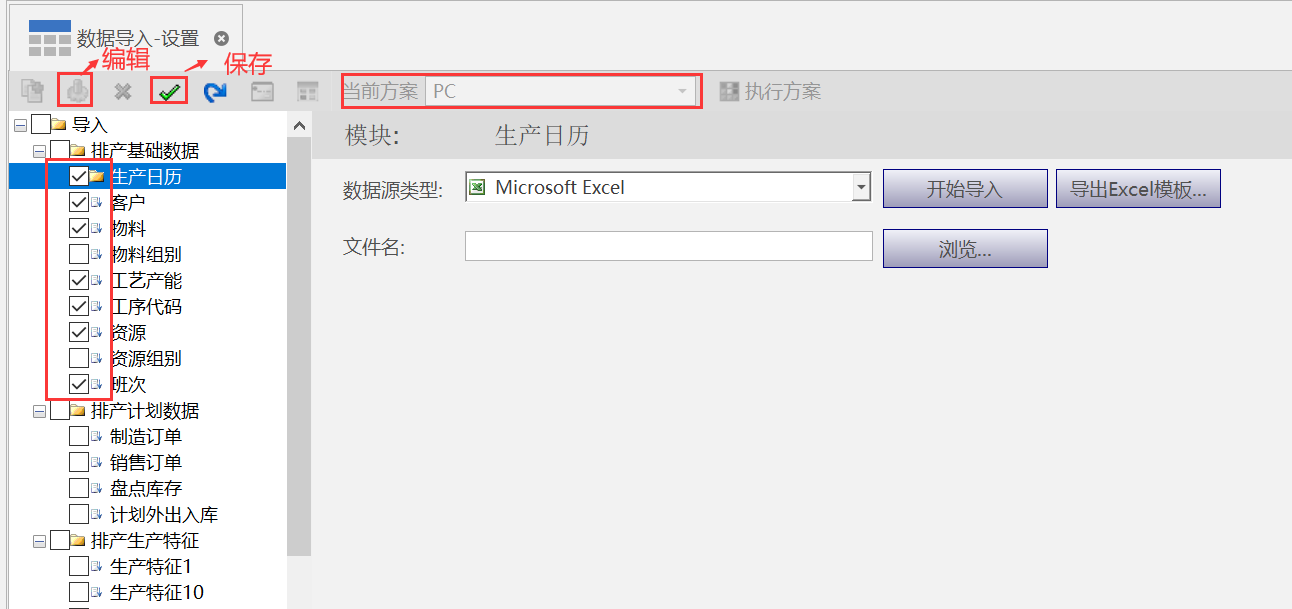 数据导入-设置
编辑
保存
当前方案 PC 执行方案
导入
排产基础数据
生产日历
客户
物料
物料组别
工艺产能
工序代码
资源
资源组别
班次
排产计划数据
制造订单
销售订单
盘点库存
计划外出入库
排产生产特征
生产特征1
生产特征10
模块: 生产日历
数据源类型: Microsoft Excel 开始导入 导出Excel模板...
文件名: 浏览...